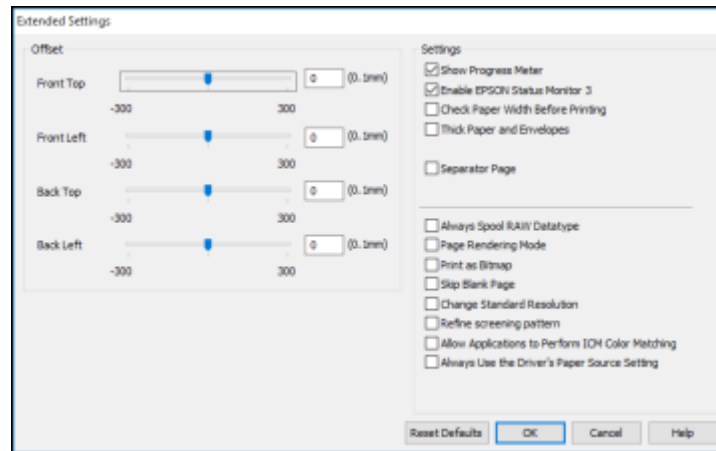 Extended Settings
Offset
Front Top
0
(0.1mm)
-300
300
Front Left
0
(0.1mm)
-300
300
Back Top
0
(0.1mm)
-300
300
Back Left
0
(0.1mm)
-300
300
Settings
Show Progress Meter
Enable EPSON Status Monitor 3
Check Paper Width Before Printing
Thick Paper and Envelopes
Separator Page
Always Spool RAW Datatype
Page Rendering Mode
Print as Bitmap
Skip Blank Page
Change Standard Resolution
Refine screening pattern
Allow Applications to Perform ICM Color Matching
Always Use the Driver's Paper Source Setting
Reset Defaults
OK
Cancel
Help